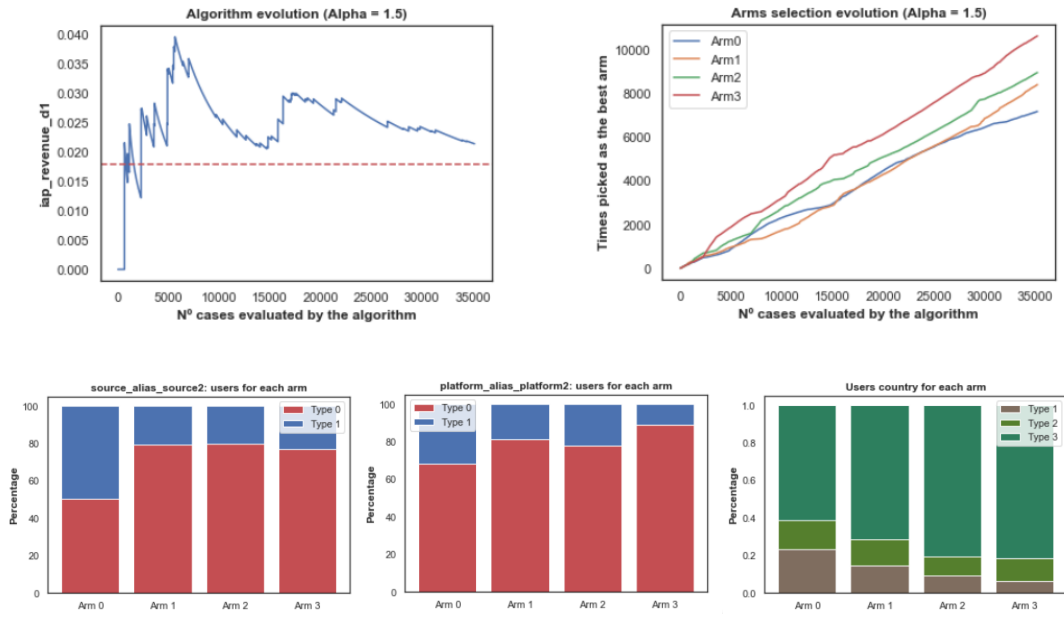 Algorithm evolution (Alpha = 1.5)
iap_revenue_d1
0.040
0.035
0.030
0.025
0.020
0.015
0.010
0.005
0.000
0 5000 10000 15000 20000 25000 30000 35000
Nº cases evaluated by the algorithm
Arms selection evolution (Alpha = 1.5)
Times picked as the best arm
10000
8000
6000
4000
2000
0
Arm0
Arm1
Arm2
Arm3
0 5000 10000 15000 20000 25000 30000 35000
Nº cases evaluated by the algorithm
source_alias_source2: users for each arm
Percentage
100
80
60
40
20
0
Type 0
Type 1
Arm 0 Arm 1 Arm 2 Arm 3
platform_alias_platform2: users for each arm
Percentage
100
80
60
40
20
0
Type 0
Type 1
Arm 0 Arm 1 Arm 2 Arm 3
Users country for each arm
Percentage
1.0
0.8
0.6
0.4
0.2
0.0
Type 1
Type 2
Type 3
Arm 0 Arm 1 Arm 2 Arm 3